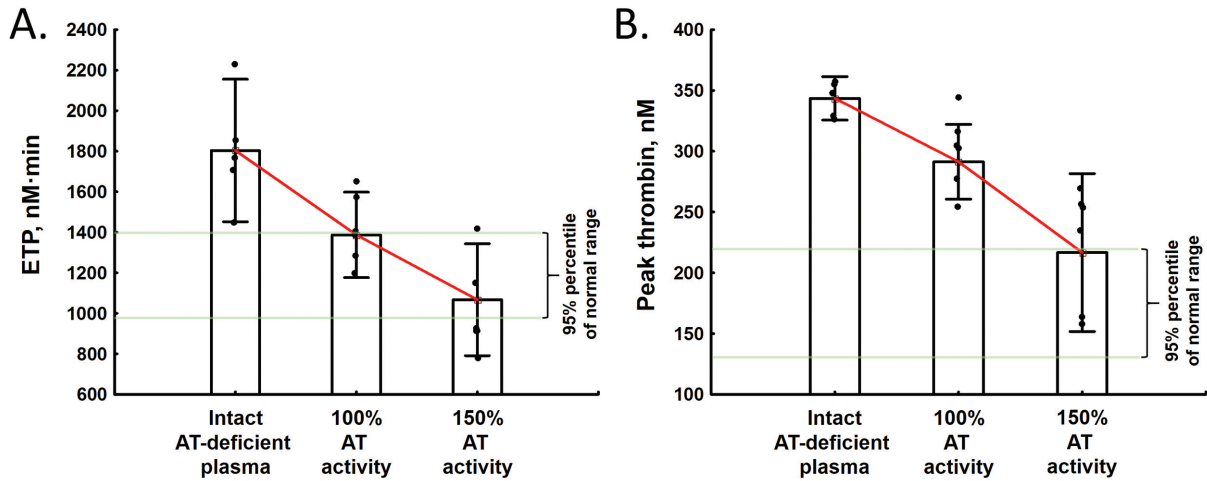 A.
2400
2200
2000
1800
1600
1400
1200
1000
800
600
ETP, nM·min
95% percentile
of normal range
Intact
AT-deficient
plasma
100%
AT
activity
150%
AT
activity
B.
400
350
300
250
200
150
100
Peak thrombin, nM
95% percentile
of normal range
Intact
AT-deficient
plasma
100%
AT
activity
150%
AT
activity